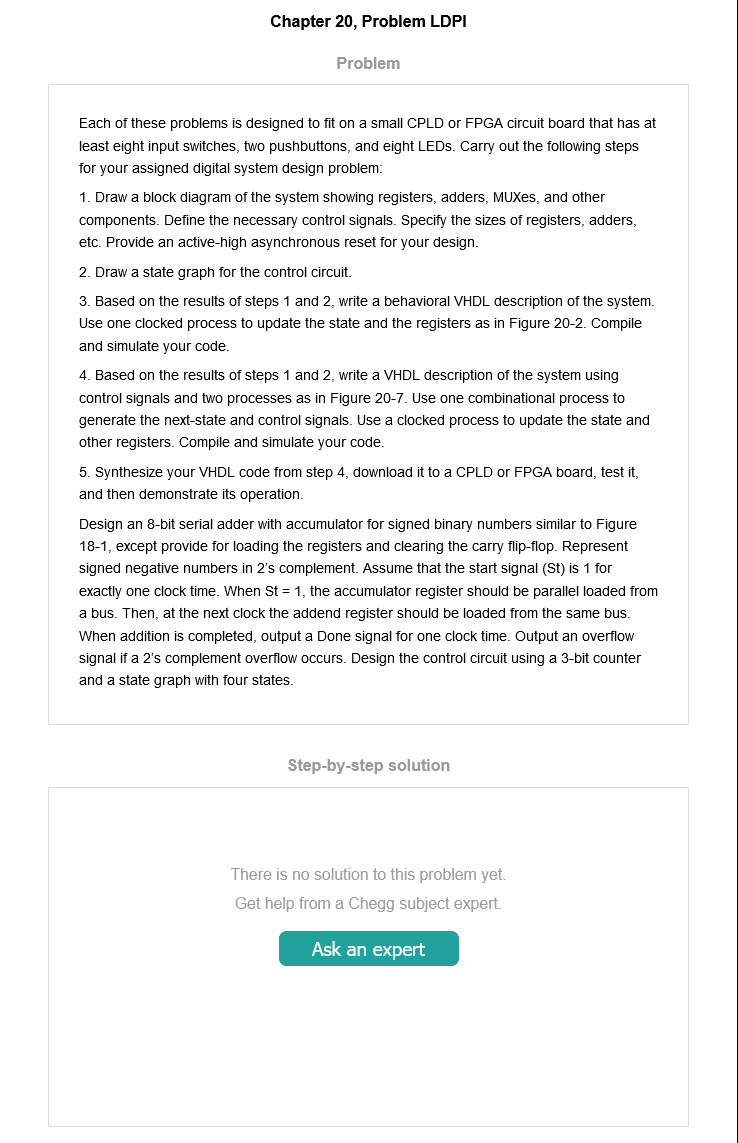 Chapter 20, Problem LDPI
Problem
Each of these problems is designed to fit on a small CPLD or FPGA circuit board that has at
least eight input switches, two pushbuttons, and eight LEDs. Carry out the following steps
for your assigned digital system design problem:
1. Draw a block diagram of the system showing registers, adders, MUXes, and other
components. Define the necessary control signals. Specify the sizes of registers, adders,
etc. Provide an active-high asynchronous reset for your design.
2. Draw a state graph for the control circuit.
3. Based on the results of steps 1 and 2, write a behavioral VHDL description of the system.
Use one clocked process to update the state and the registers as in Figure 20-2. Compile
and simulate your code.
4. Based on the results of steps 1 and 2, write a VHDL description of the system using
control signals and two processes as in Figure 20-7. Use one combinational process to
generate the next-state and control signals. Use a clocked process to update the state and
other registers. Compile and simulate your code.
5. Synthesize your VHDL code from step 4, download it to a CPLD or FPGA board, test it,
and then demonstrate its operation.
Design an 8-bit serial adder with accumulator for signed binary numbers similar to Figure
18-1, except provide for loading the registers and clearing the carry flip-flop. Represent
signed negative numbers in 2’s complement. Assume that the start signal (St) is 1 for
exactly one clock time. When St = 1, the accumulator register should be parallel loaded from
a bus. Then, at the next clock the addend register should be loaded from the same bus.
When addition is completed, output a Done signal for one clock time. Output an overflow
signal if a 2’s complement overflow occurs. Design the control circuit using a 3-bit counter
and a state graph with four states.
Step-by-step solution
There is no solution to this problem yet.
Get help from a Chegg subject expert.
Ask an expert